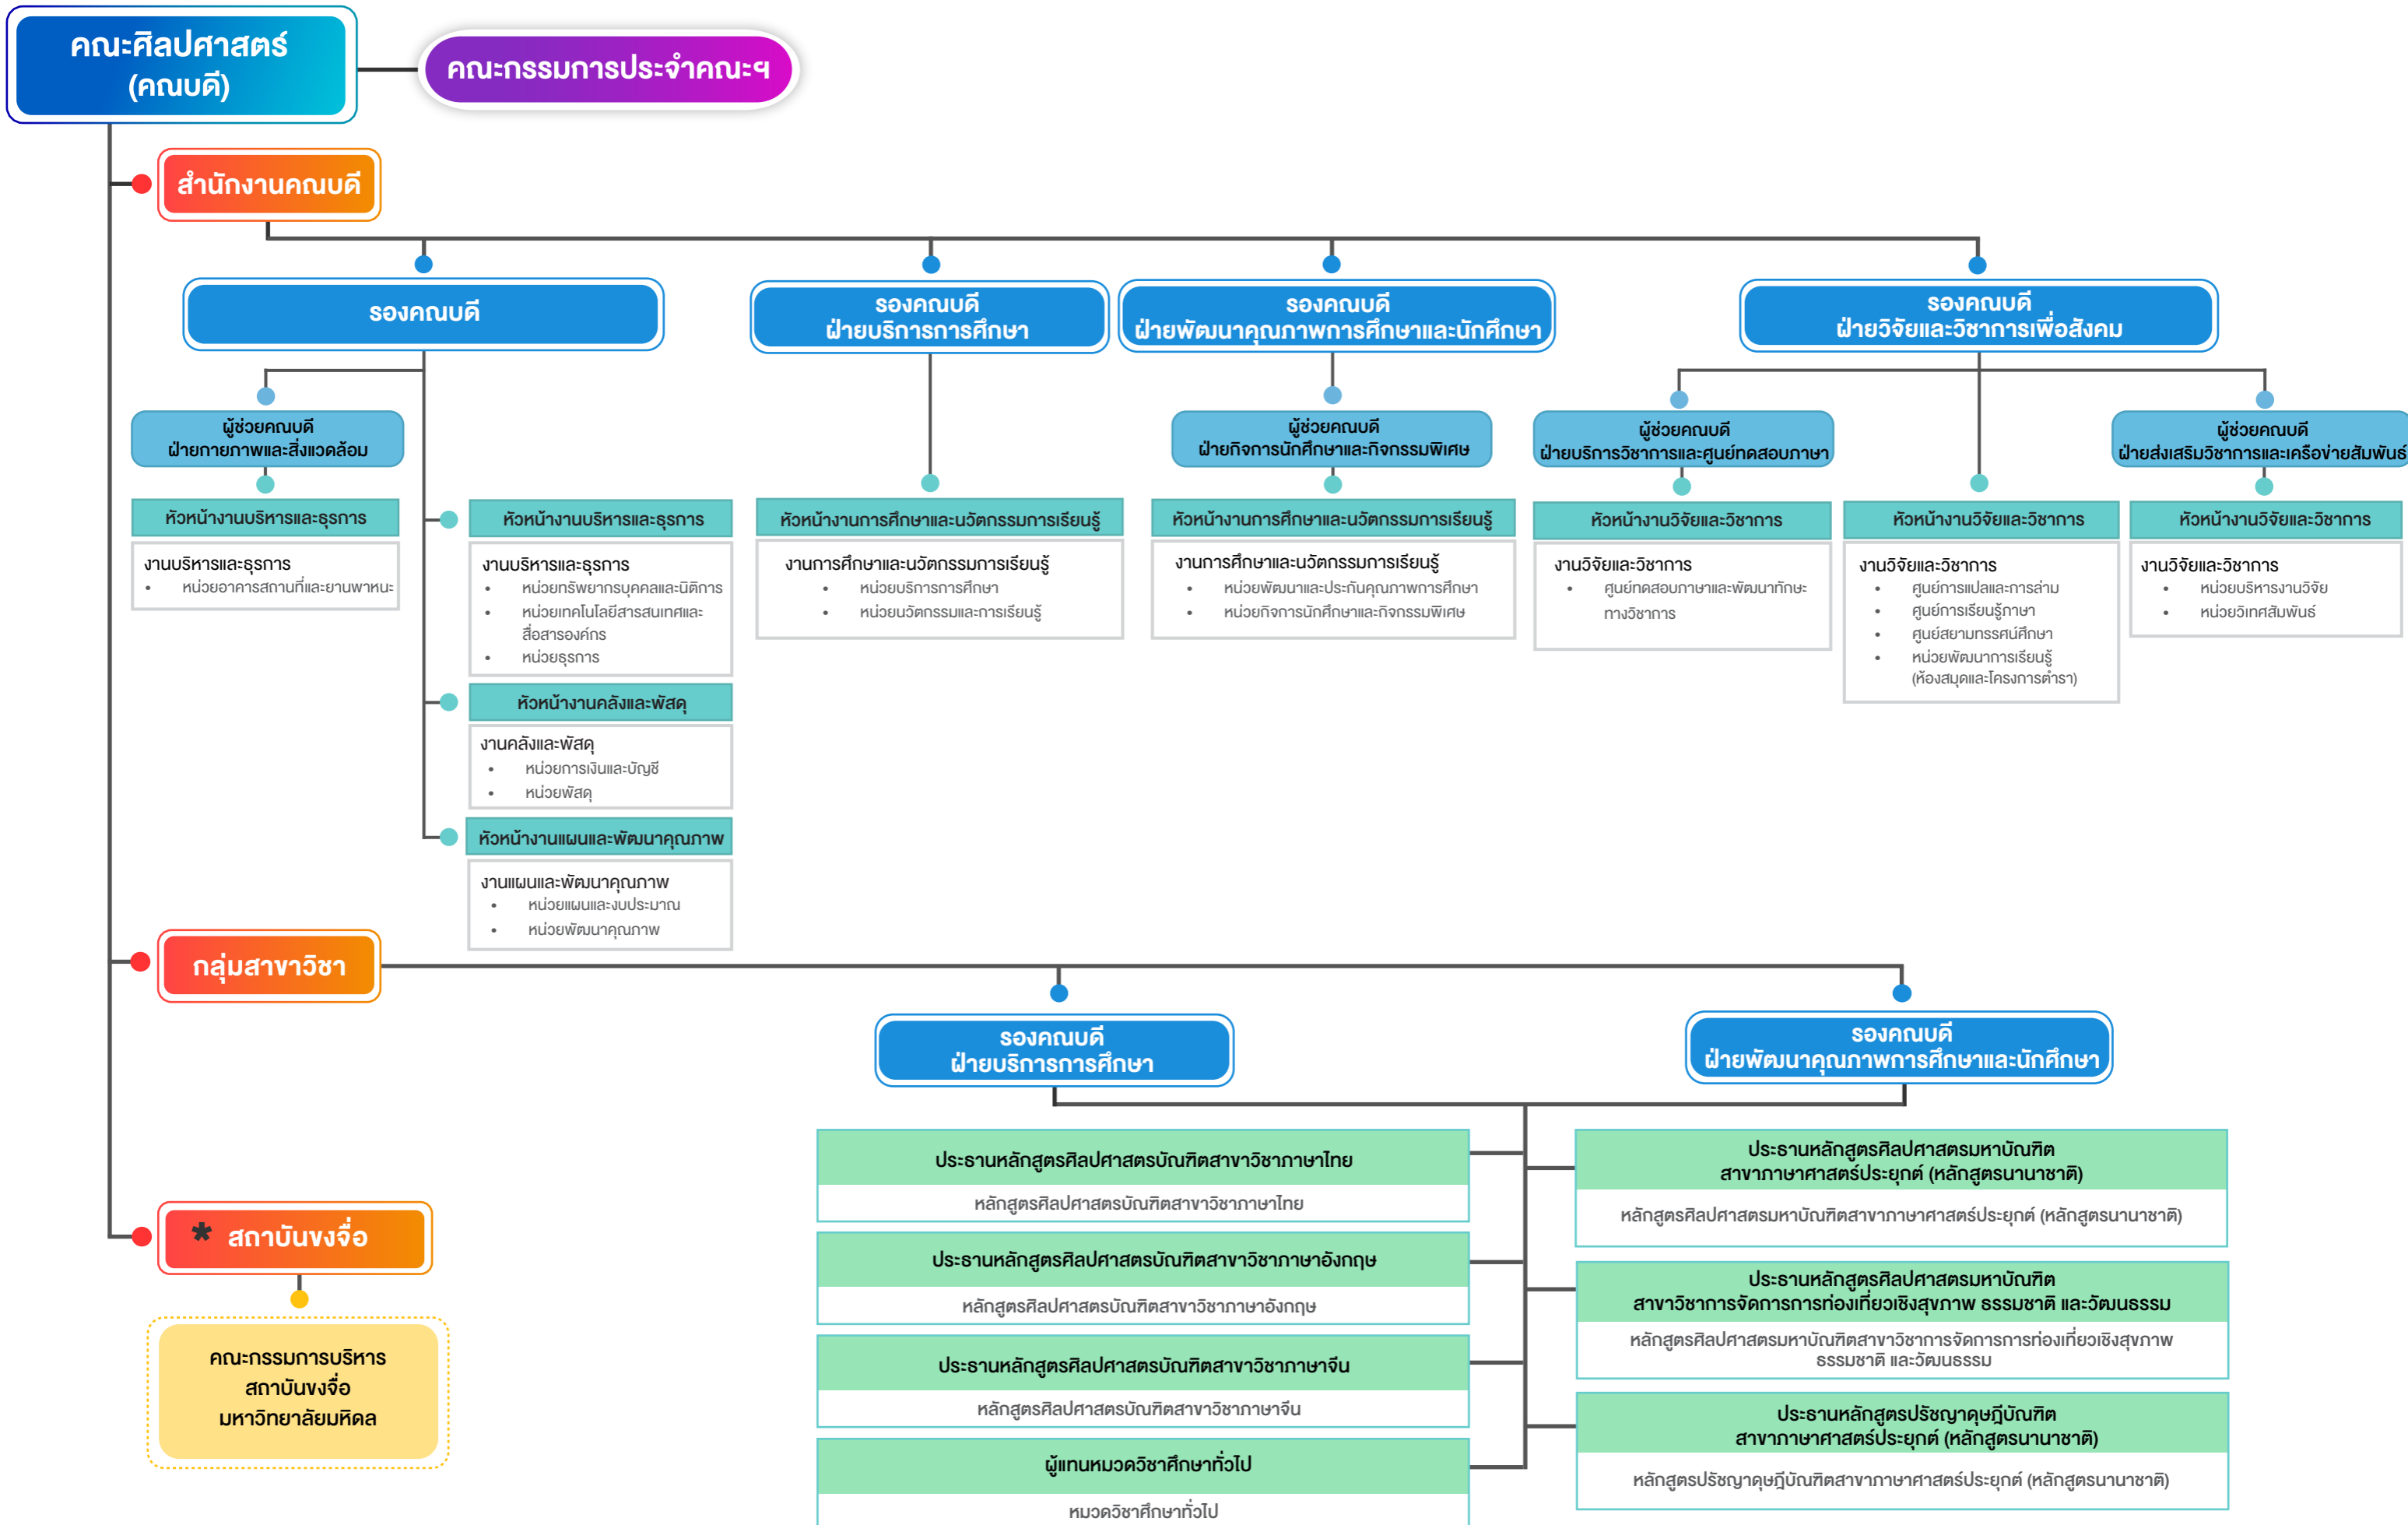 คณะศิลปศาสตร์
(คณบดี)
คณะกรรมการประจำคณะฯ
สำนักงานคณบดี
รองคณบดี
รองคณบดี
ฝ่ายบริการการศึกษา
รองคณบดี
ฝ่ายพัฒนาคุณภาพการศึกษาและนักศึกษา
รองคณบดี
ฝ่ายวิจัยและวิชาการเพื่อสังคม
ผู้ช่วยคณบดี
ฝ่ายกายภาพและสิ่งแวดล้อม
ผู้ช่วยคณบดี
ฝ่ายกิจการนักศึกษาและกิจกรรมพิเศษ
ผู้ช่วยคณบดี
ฝ่ายบริการวิชาการและศูนย์ทดสอบภาษา
ผู้ช่วยคณบดี
ฝ่ายส่งเสริมวิชาการและเครือข่ายสัมพันธ์
หัวหน้างานบริหารและธุรการ
งานบริหารและธุรการ
• หน่วยอาคารสถานที่และยานพาหนะ
หัวหน้างานบริหารและธุรการ
งานบริหารและธุรการ
• หน่วยทรัพยากรบุคคลและนิติการ
• หน่วยเทคโนโลยีสารสนเทศและ
สื่อสารองค์กร
• หน่วยธุรการ
หัวหน้างานคลังและพัสดุ
งานคลังและพัสดุ
• หน่วยการเงินและบัญชี
• หน่วยพัสดุ
หัวหน้างานแผนและพัฒนาคุณภาพ
งานแผนและพัฒนาคุณภาพ
• หน่วยแผนและงบประมาณ
• หน่วยพัฒนาคุณภาพ
หัวหน้างานการศึกษาและนวัตกรรมการเรียนรู้
งานการศึกษาและนวัตกรรมการเรียนรู้
• หน่วยบริการการศึกษา
• หน่วยนวัตกรรมและการเรียนรู้
หัวหน้างานการศึกษาและนวัตกรรมการเรียนรู้
งานการศึกษาและนวัตกรรมการเรียนรู้
• หน่วยพัฒนาและประกันคุณภาพการศึกษา
• หน่วยกิจการนักศึกษาและกิจกรรมพิเศษ
หัวหน้างานวิจัยและวิชาการ
งานวิจัยและวิชาการ
• ศูนย์ทดสอบภาษาและพัฒนาทักษะ
ทางวิชาการ
หัวหน้างานวิจัยและวิชาการ
งานวิจัยและวิชาการ
• ศูนย์การแปลและการล่าม
• ศูนย์การเรียนรู้ภาษา
• ศูนย์สยามทรรศน์ศึกษา
• หน่วยพัฒนาการเรียนรู้
(ห้องสมุดและโครงการตำรา)
หัวหน้างานวิจัยและวิชาการ
งานวิจัยและวิชาการ
• หน่วยบริหารงานวิจัย
• หน่วยวิเทศสัมพันธ์
กลุ่มสาขาวิชา
รองคณบดี
ฝ่ายบริการการศึกษา
รองคณบดี
ฝ่ายพัฒนาคุณภาพการศึกษาและนักศึกษา
ประธานหลักสูตรศิลปศาสตรบัณฑิตสาขาวิชาภาษาไทย
หลักสูตรศิลปศาสตรบัณฑิตสาขาวิชาภาษาไทย
ประธานหลักสูตรศิลปศาสตรบัณฑิตสาขาวิชาภาษาอังกฤษ
หลักสูตรศิลปศาสตรบัณฑิตสาขาวิชาภาษาอังกฤษ
ประธานหลักสูตรศิลปศาสตรบัณฑิตสาขาวิชาภาษาจีน
หลักสูตรศิลปศาสตรบัณฑิตสาขาวิชาภาษาจีน
ผู้แทนหมวดวิชาศึกษาทั่วไป
หมวดวิชาศึกษาทั่วไป
ประธานหลักสูตรศิลปศาสตรมหาบัณฑิต
สาขาภาษาศาสตร์ประยุกต์ (หลักสูตรนานาชาติ)
หลักสูตรศิลปศาสตรมหาบัณฑิตสาขาภาษาศาสตร์ประยุกต์ (หลักสูตรนานาชาติ)
ประธานหลักสูตรศิลปศาสตรมหาบัณฑิต
สาขาวิชาการจัดการการท่องเที่ยวเชิงสุขภาพ ธรรมชาติ และวัฒนธรรม
หลักสูตรศิลปศาสตรมหาบัณฑิตสาขาวิชาการจัดการการท่องเที่ยวเชิงสุขภาพ
ธรรมชาติ และวัฒนธรรม
ประธานหลักสูตรปรัชญาดุษฎีบัณฑิต
สาขาภาษาศาสตร์ประยุกต์ (หลักสูตรนานาชาติ)
หลักสูตรปรัชญาดุษฎีบัณฑิตสาขาภาษาศาสตร์ประยุกต์ (หลักสูตรนานาชาติ)
* สถาบันขงจื่อ
คณะกรรมการบริหาร
สถาบันขงจื่อ
มหาวิทยาลัยมหิดล